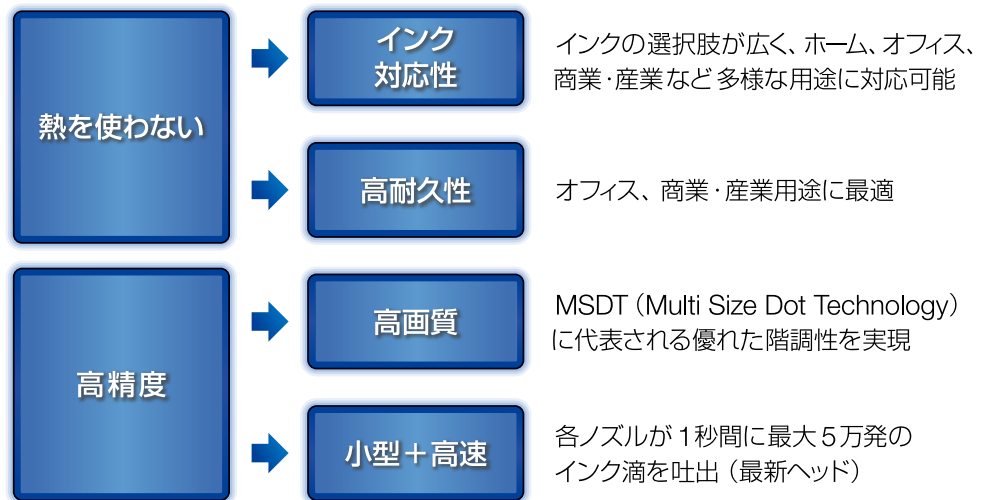 熱を使わない
インク
対応性
インクの選択肢が広く、ホーム、オフィス、
商業・産業など多様な用途に対応可能
高耐久性
オフィス、商業・産業用途に最適
高精度
高画質
MSDT（Multi Size Dot Technology）
に代表される優れた階調性を実現
小型＋高速
各ノズルが1秒間に最大5万発の
インク滴を吐出（最新ヘッド）